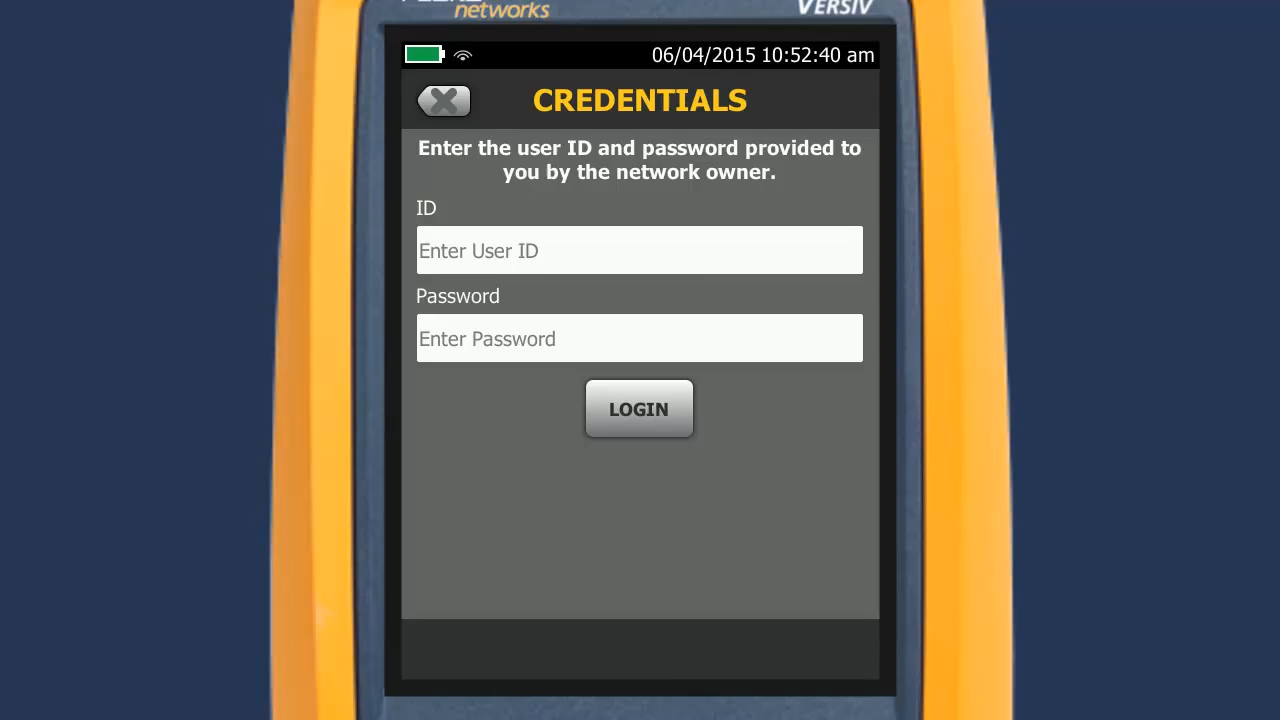 networks
VERSIV
06/04/2015 10:52:40 am
CREDENTIALS
Enter the user ID and password provided to
you by the network owner.
ID
Enter User ID
Password
Enter Password
LOGIN